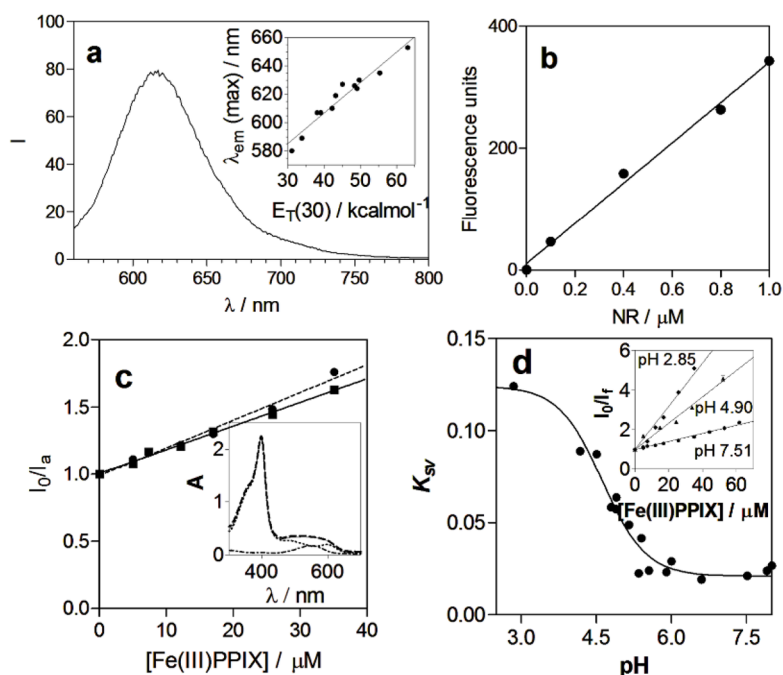 a
I
100
80
60
40
20
0
600
650
700
750
800
λ / nm
λem (max) / nm
660
640
620
600
580
30
40
50
60
ET(30) / kcalmol⁻¹
b
Fluorescence units
400
200
0
0.0
0.2
0.4
0.6
0.8
1.0
NR / μM
c
I0/Ia
2.0
1.5
1.0
0.5
0.0
0
10
20
30
40
[Fe(III)PPIX] / μM
A
2
1
0
400
600
λ / nm
d
Ksv
0.15
0.10
0.05
0.00
3.0
4.5
6.0
7.5
pH
I0/If
6
4
2
0
0
20
40
60
[Fe(III)PPIX] / μM
pH 2.85
pH 4.90
pH 7.51